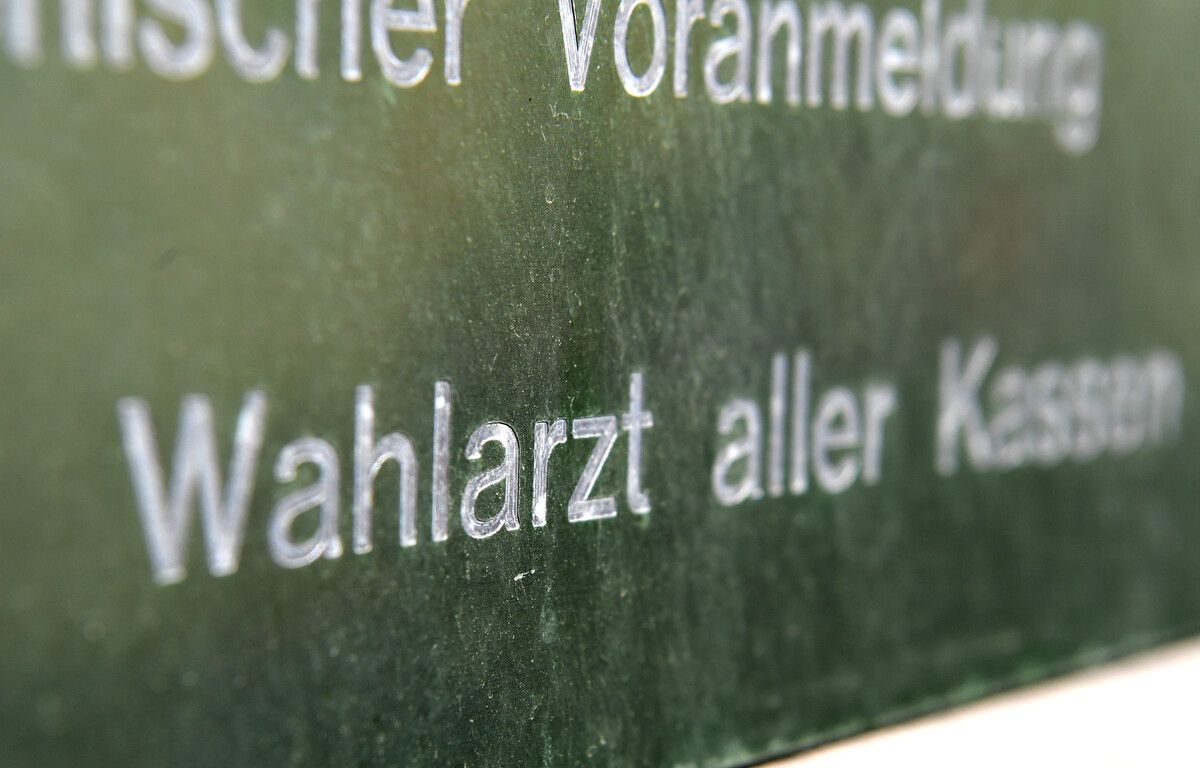 Voranmeldung
Wahlarzt aller Kassen